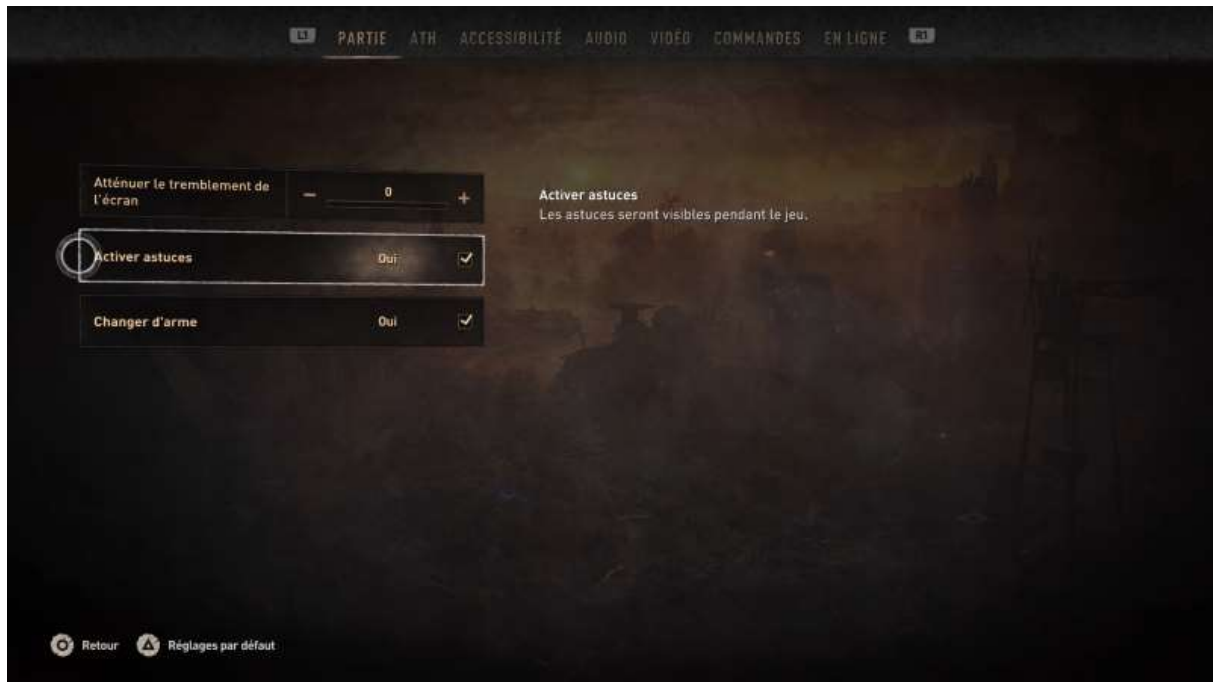 L1 PARTIE ATH ACCESSIBILITÉ AUDIO VIDÉO COMMANDES EN LIGNE R1
Atténuer le tremblement de
l'écran
— 0 +
Activer astuces Oui
Changer d'arme Oui
Activer astuces
Les astuces seront visibles pendant le jeu.
Retour Réglages par défaut